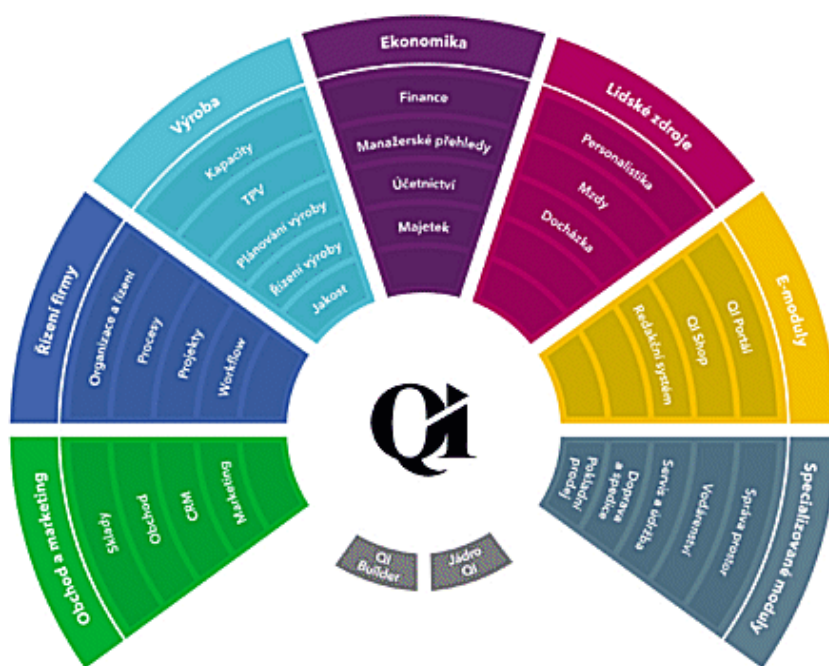 Obchod a marketing
Sklady
Obchod
CRM
Marketing
Řízení firmy
Organizace a řízení
Procesy
Projekty
Workflow
Výroba
Kapacity
TPV
Plánování výroby
Řízení výroby
Jakost
Ekonomika
Finance
Manažerské přehledy
Účetnictví
Majetek
Lidské zdroje
Personalistika
Mzdy
Docházka
E-moduly
QI Portál
QI Shop
Redakční systém
Specializované moduly
Správa prostor
Vodárenství
Servis a údržba
Doprava
a spedice
Pokladní
prodej
QI
QI
Builder
Jádro
QI